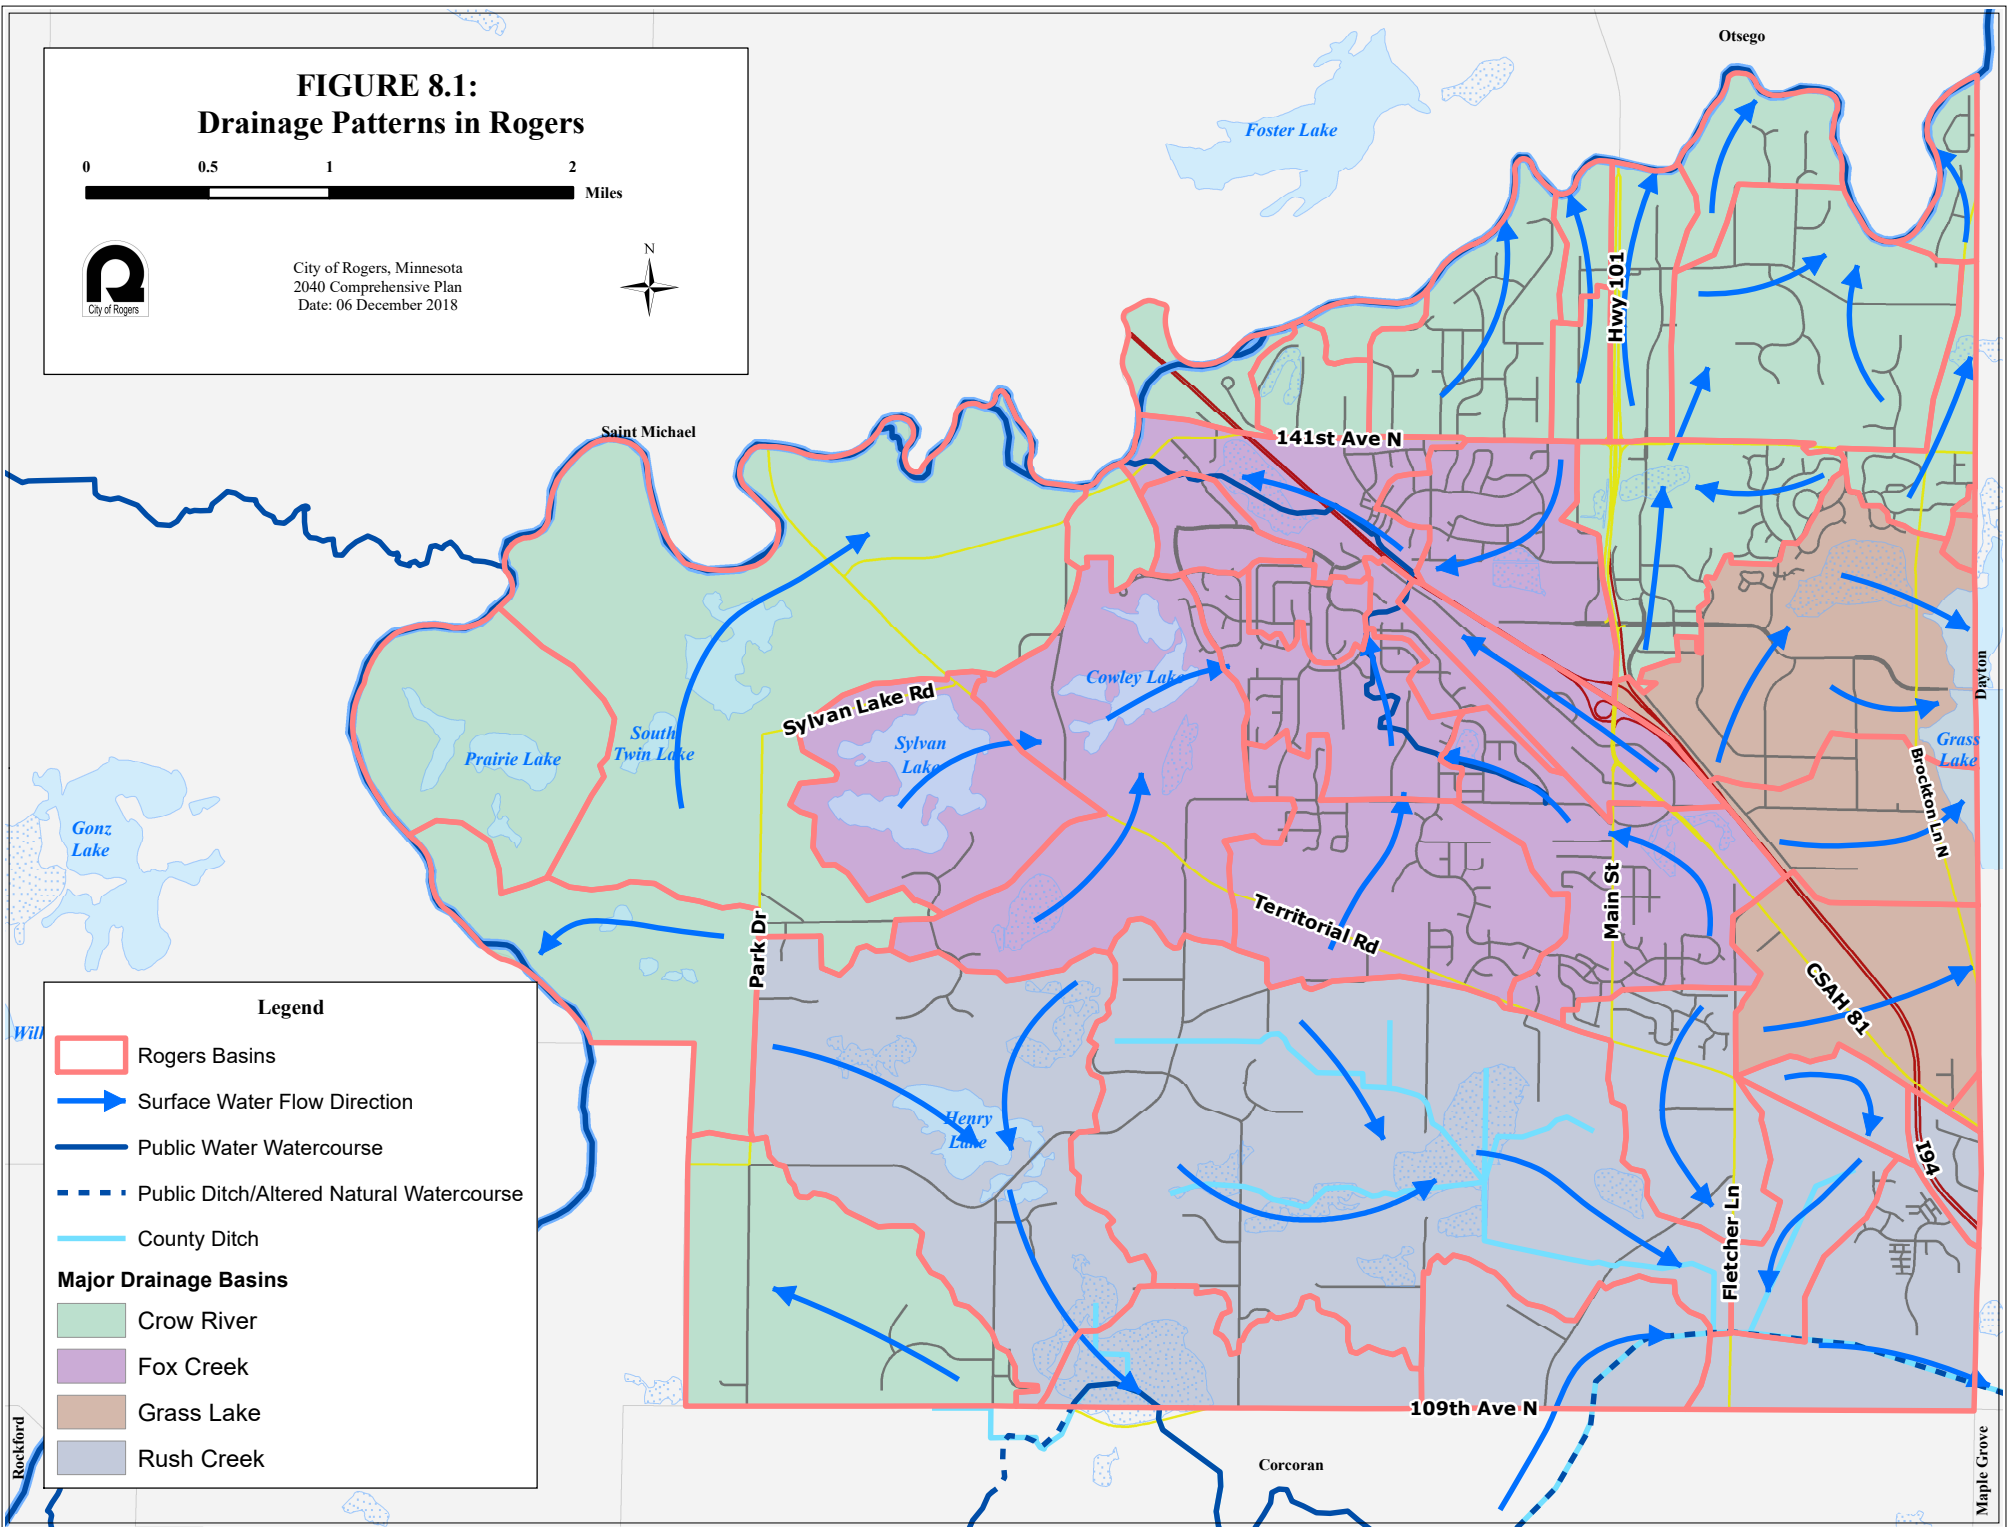 FIGURE 8.1:
Drainage Patterns in Rogers
0 0.5 1 2
Miles
City of Rogers
City of Rogers, Minnesota
2040 Comprehensive Plan
Date: 06 December 2018
N
Otsego
Foster Lake
Hwy 101
Saint Michael
141st Ave N
Dayton
Cowley Lake
Sylvan Lake Rd
Sylvan
Lake
South
Twin Lake
Prairie Lake
Grass
Lake
Brockton Ln N
Gonz
Lake
Main St
Territorial Rd
Park Dr
CSAH 81
Will
Henry
Lake
I94
Fletcher Ln
109th Ave N
Corcoran
Rockford
Maple Grove
Legend
Rogers Basins
Surface Water Flow Direction
Public Water Watercourse
Public Ditch/Altered Natural Watercourse
County Ditch
Major Drainage Basins
Crow River
Fox Creek
Grass Lake
Rush Creek